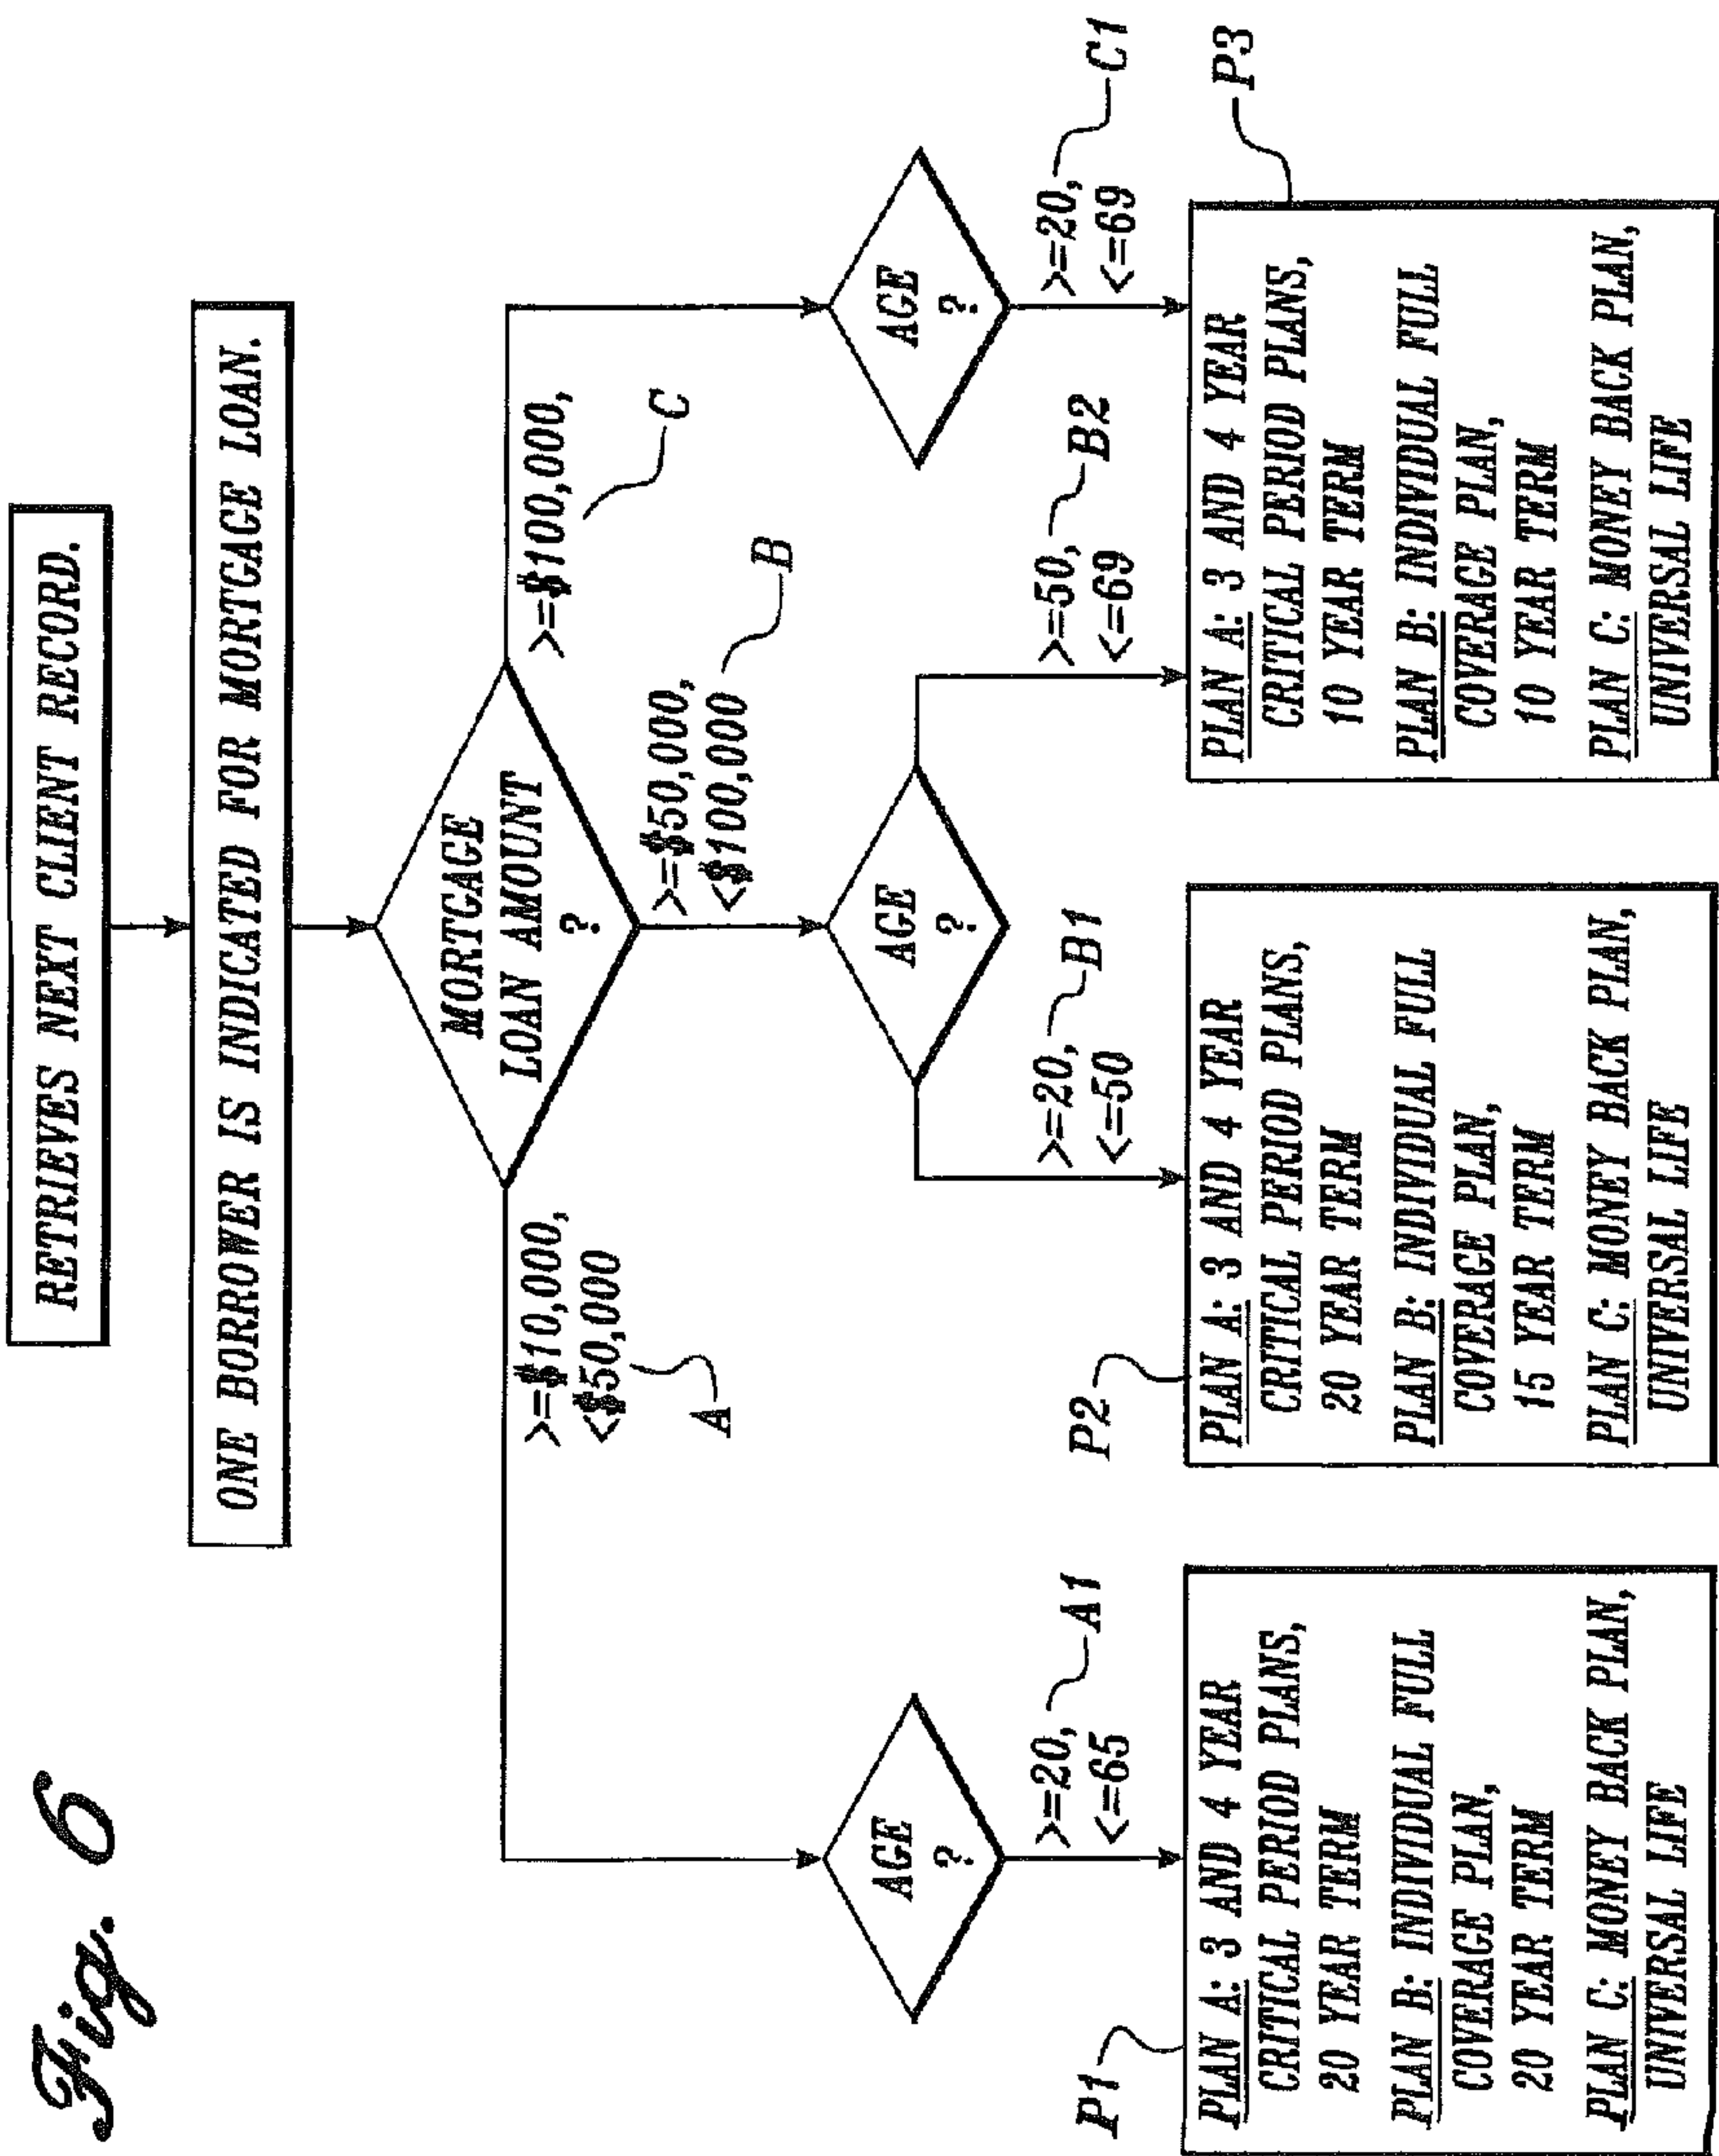 Fig. 6
RETRIEVES NEXT CLIENT RECORD.
ONE BORROWER IS INDICATED FOR MORTGAGE LOAN.
MORTGAGE
LOAN AMOUNT
?
>=$10,000,
<$50,000
A
>=$50,000,
<$100,000
B
>=$100,000,
C
AGE
?
>=20,
<=65
A1
AGE
?
>=20,
<=50
B1
>=50,
<=69
B2
AGE
?
>=20,
<=69
C1
P1
PLAN A: 3 AND 4 YEAR
CRITICAL PERIOD PLANS,
20 YEAR TERM
PLAN B: INDIVIDUAL FULL
COVERAGE PLAN,
20 YEAR TERM
PLAN C: MONEY BACK PLAN,
UNIVERSAL LIFE
P2
PLAN A: 3 AND 4 YEAR
CRITICAL PERIOD PLANS,
20 YEAR TERM
PLAN B: INDIVIDUAL FULL
COVERAGE PLAN,
15 YEAR TERM
PLAN C: MONEY BACK PLAN,
UNIVERSAL LIFE
P3
PLAN A: 3 AND 4 YEAR
CRITICAL PERIOD PLANS,
10 YEAR TERM
PLAN B: INDIVIDUAL FULL
COVERAGE PLAN,
10 YEAR TERM
PLAN C: MONEY BACK PLAN,
UNIVERSAL LIFE